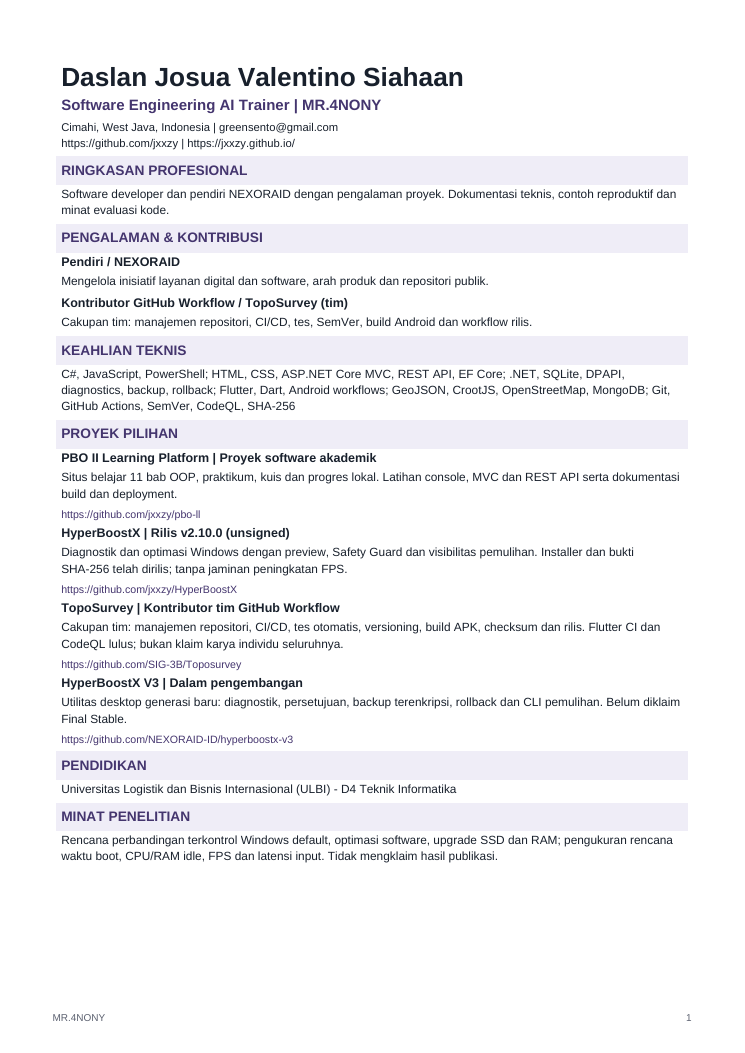 Daslan Josua Valentino Siahaan
Software Engineering AI Trainer | MR.4NONY
Cimahi, West Java, Indonesia | greensento@gmail.com
https://github.com/jxxzy | https://jxxzy.github.io/
RINGKASAN PROFESIONAL
Software developer dan pendiri NEXORAID dengan pengalaman proyek. Dokumentasi teknis, contoh reproduktif dan
minat evaluasi kode.
PENGALAMAN & KONTRIBUSI
Pendiri / NEXORAID
Mengelola inisiatif layanan digital dan software, arah produk dan repositori publik.
Kontributor GitHub Workflow / TopoSurvey (tim)
Cakupan tim: manajemen repositori, CI/CD, tes, SemVer, build Android dan workflow rilis.
KEAHLIAN TEKNIS
C#, JavaScript, PowerShell; HTML, CSS, ASP.NET Core MVC, REST API, EF Core; .NET, SQLite, DPAPI,
diagnostics, backup, rollback; Flutter, Dart, Android workflows; GeoJSON, CrootJS, OpenStreetMap, MongoDB; Git,
GitHub Actions, SemVer, CodeQL, SHA-256
PROYEK PILIHAN
PBO II Learning Platform | Proyek software akademik
Situs belajar 11 bab OOP, praktikum, kuis dan progres lokal. Latihan console, MVC dan REST API serta dokumentasi
build dan deployment.
https://github.com/jxxzy/pbo-ll
HyperBoostX | Rilis v2.10.0 (unsigned)
Diagnostik dan optimasi Windows dengan preview, Safety Guard dan visibilitas pemulihan. Installer dan bukti
SHA-256 telah dirilis; tanpa jaminan peningkatan FPS.
https://github.com/jxxzy/HyperBoostX
TopoSurvey | Kontributor tim GitHub Workflow
Cakupan tim: manajemen repositori, CI/CD, tes otomatis, versioning, build APK, checksum dan rilis. Flutter CI dan
CodeQL lulus; bukan klaim karya individu seluruhnya.
https://github.com/SIG-3B/Toposurvey
HyperBoostX V3 | Dalam pengembangan
Utilitas desktop generasi baru: diagnostik, persetujuan, backup terenkripsi, rollback dan CLI pemulihan. Belum diklaim
Final Stable.
https://github.com/NEXORAID-ID/hyperboostx-v3
PENDIDIKAN
Universitas Logistik dan Bisnis Internasional (ULBI) - D4 Teknik Informatika
MINAT PENELITIAN
Rencana perbandingan terkontrol Windows default, optimasi software, upgrade SSD dan RAM; pengukuran rencana
waktu boot, CPU/RAM idle, FPS dan latensi input. Tidak mengklaim hasil publikasi.
MR.4NONY
1